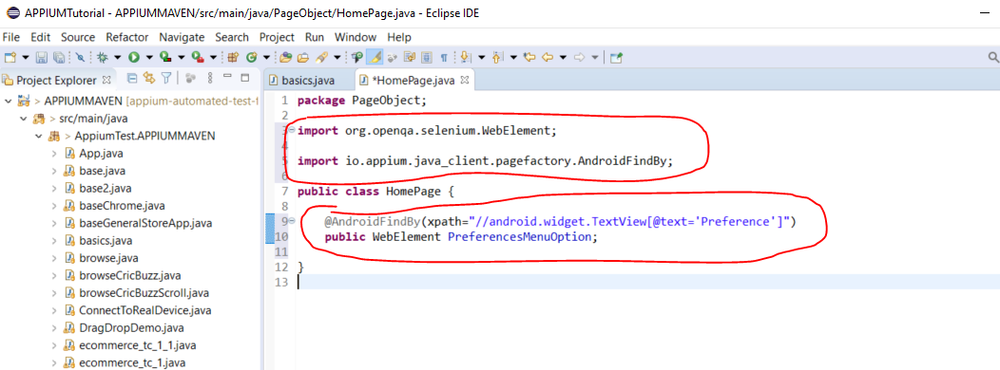 APPIUMTutorial - APPIUMMAVEN/src/main/java/PageObject/HomePage.java - Eclipse IDE
File Edit Source Refactor Navigate Search Project Run Window Help
Project Explorer
basics.java
*HomePage.java
APPIUMMAVEN [appium-automated-test-f
src/main/java
AppiumTest.APPIUMMAVEN
App.java
base.java
base2.java
baseChrome.java
baseGeneralStoreApp.java
basics.java
browse.java
browseCricBuzz.java
browseCricBuzzScroll.java
ConnectToRealDevice.java
DragDropDemo.java
ecommerce_tc_1_1.java
ecommerce_tc_1.java
1 package PageObject;
2
3 import org.openqa.selenium.WebElement;
4
5 import io.appium.java_client.pagefactory.AndroidFindBy;
6
7 public class HomePage {
8
9 @AndroidFindBy(xpath="//android.widget.TextView[@text='Preference']")
10 public WebElement PreferencesMenuOption;
11
12 }
13